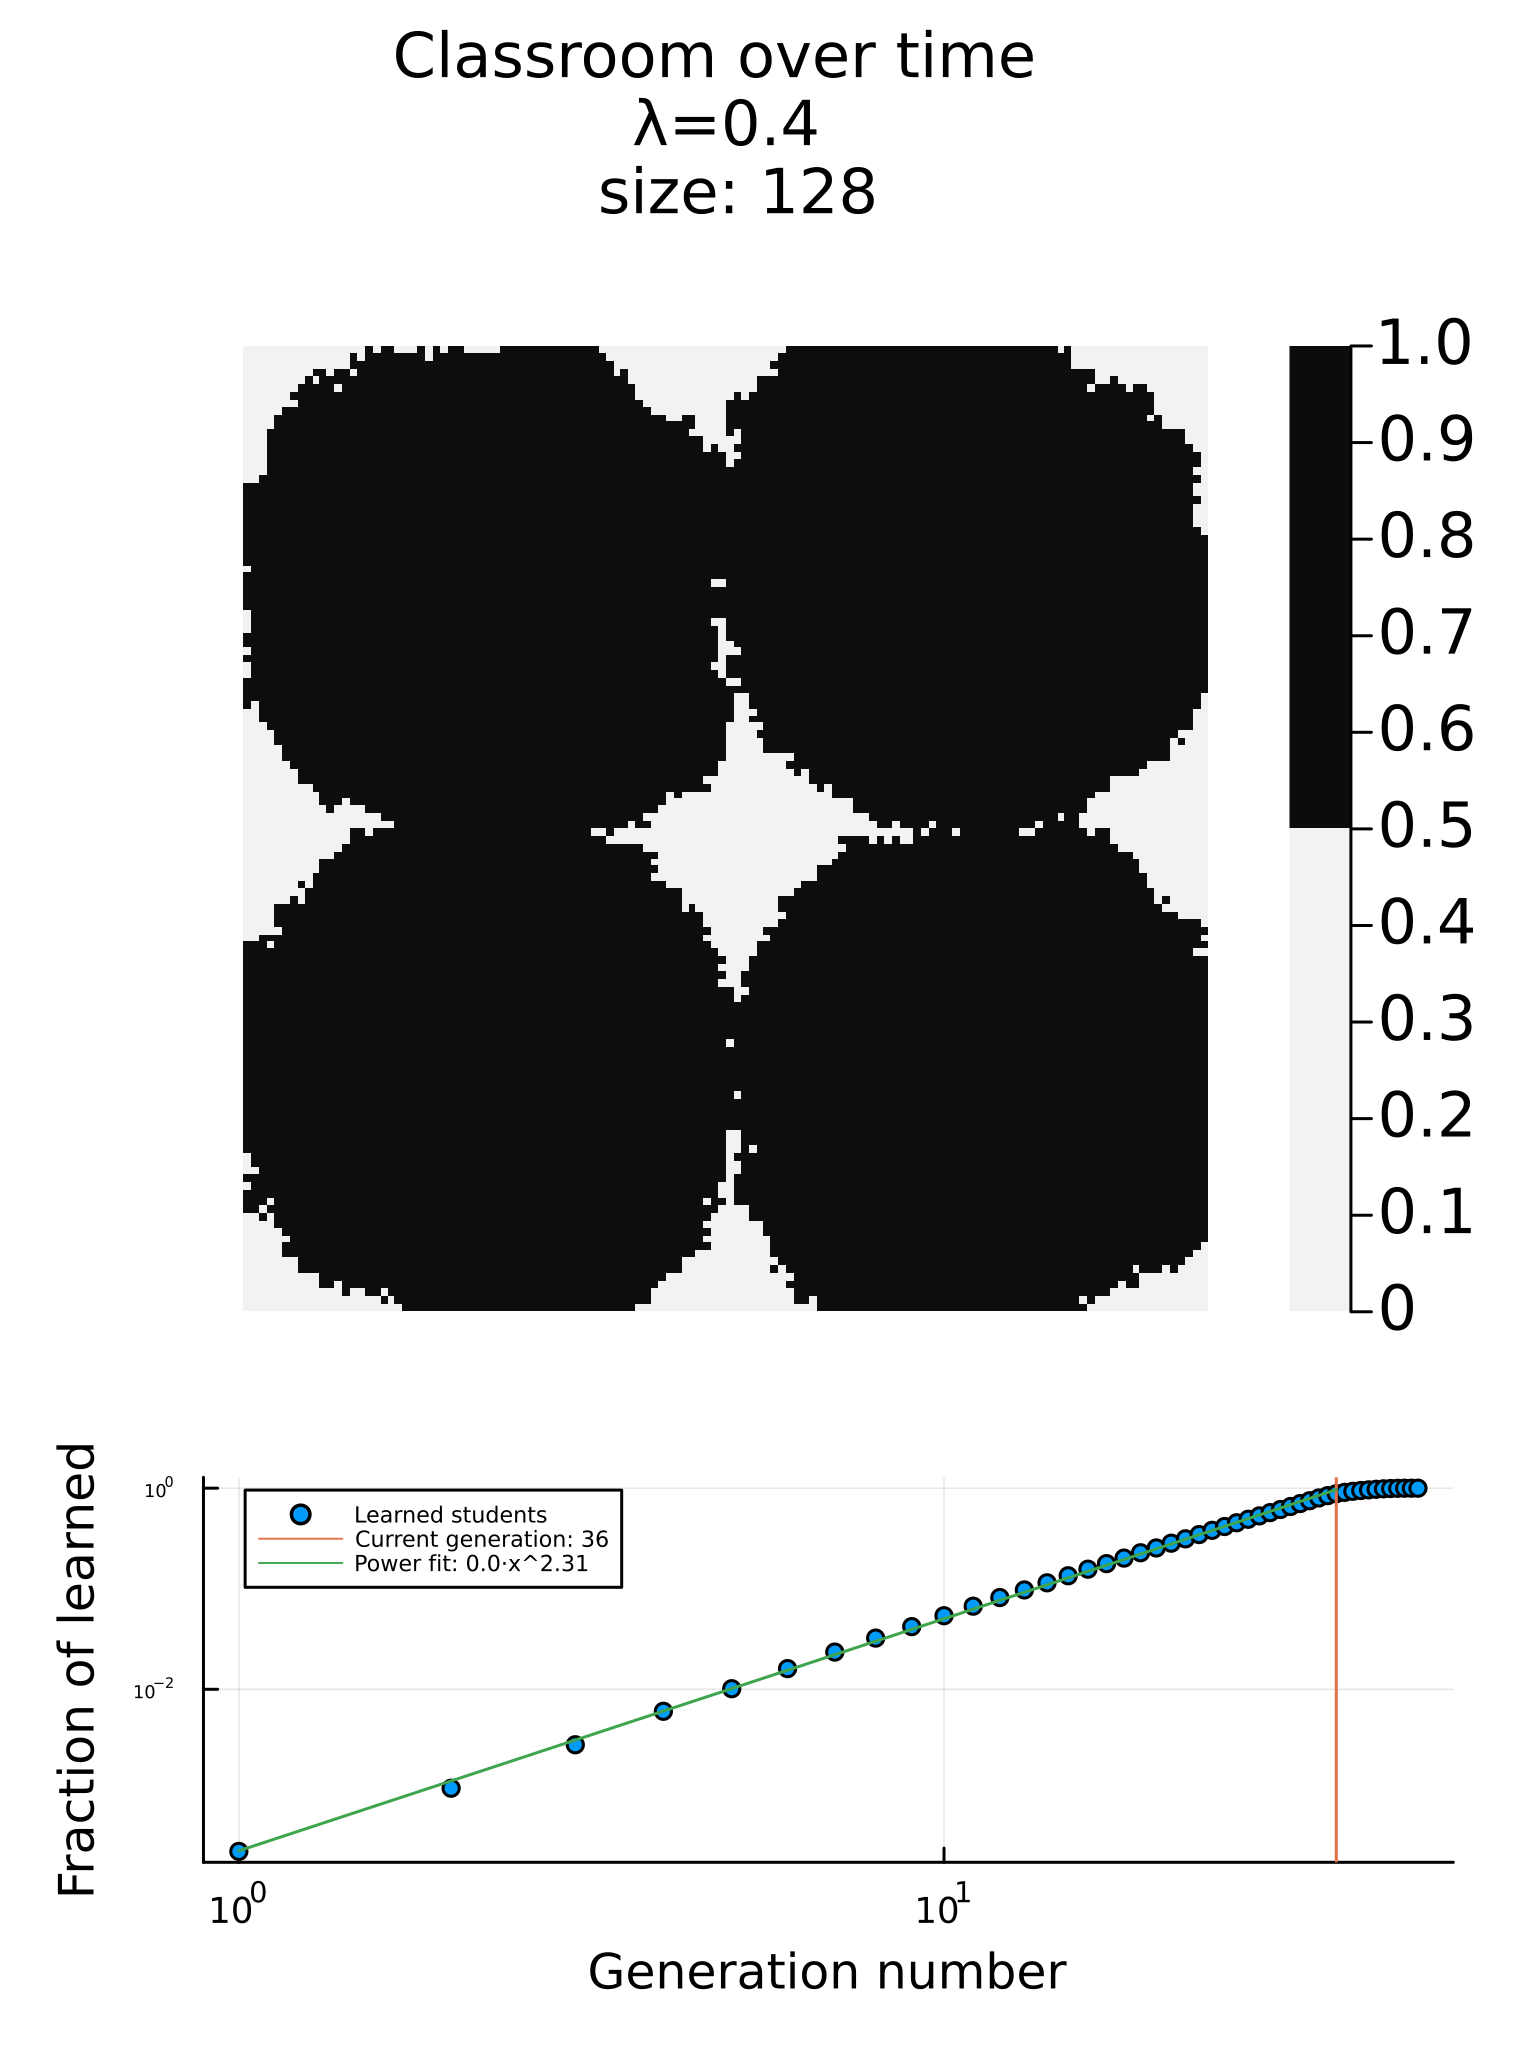 Classroom over time
λ=0.4
size: 128
1.0
0.9
0.8
0.7
0.6
0.5
0.4
0.3
0.2
0.1
0
Fraction of learned
10⁰
10⁻²
Learned students
Current generation: 36
Power fit: 0.0·x^2.31
10⁰
10¹
Generation number